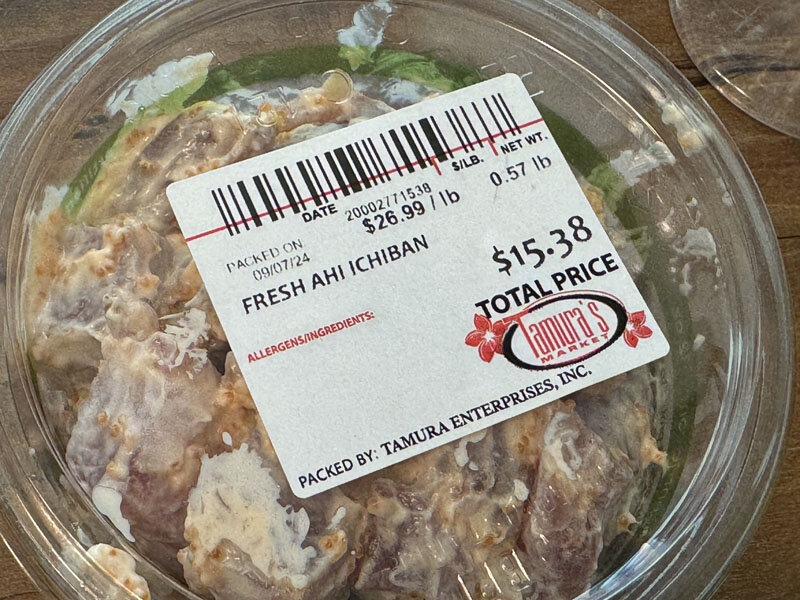 DATE 20002771538 $/LB. NET WT.
PACKED ON $26.99 / lb 0.57 lb
09/07/24
FRESH AHI ICHIBAN $15.38
TOTAL PRICE
ALLERGENS/INGREDIENTS:
Tamura's
MARKET
PACKED BY: TAMURA ENTERPRISES, INC.